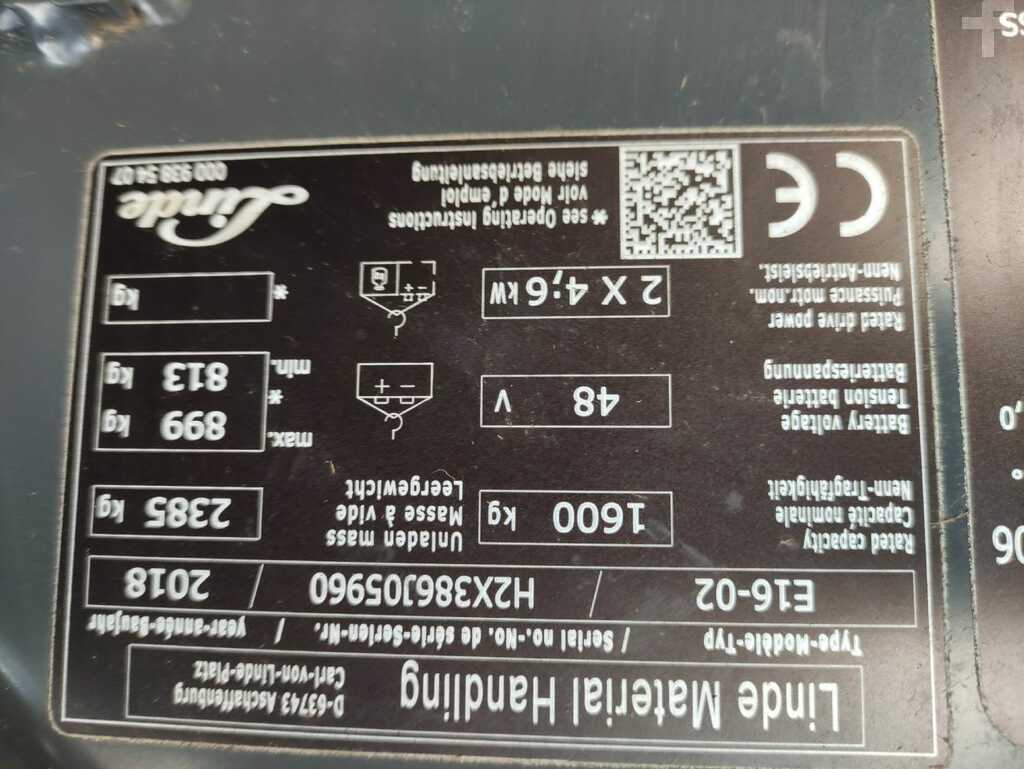 Linde Material Handling
Carl-von-Linde-Platz
D-63743 Aschaffenburg
Type-Modèle-Typ / Serial no.-No. de série-Serien-Nr. / year-année-Baujahr
E16-02 / H2X386J05960 / 2018
Rated capacity
Capacité nominale
Nenn-Tragfähigkeit
1600 kg
Unladen mass
Masse à vide
Leergewicht
2385 kg
Battery voltage
Tension batterie
Batteriespannung
48 V
max. 899 kg
*
min. 813 kg
Rated drive power
Puissance motr.nom.
Nenn-Antriebsleist.
2 X 4,6 kW
* kg
* see Operating Instructions
voir Mode d'emploi
siehe Betriebsanleitung
CE
Linde
000 938 54 07